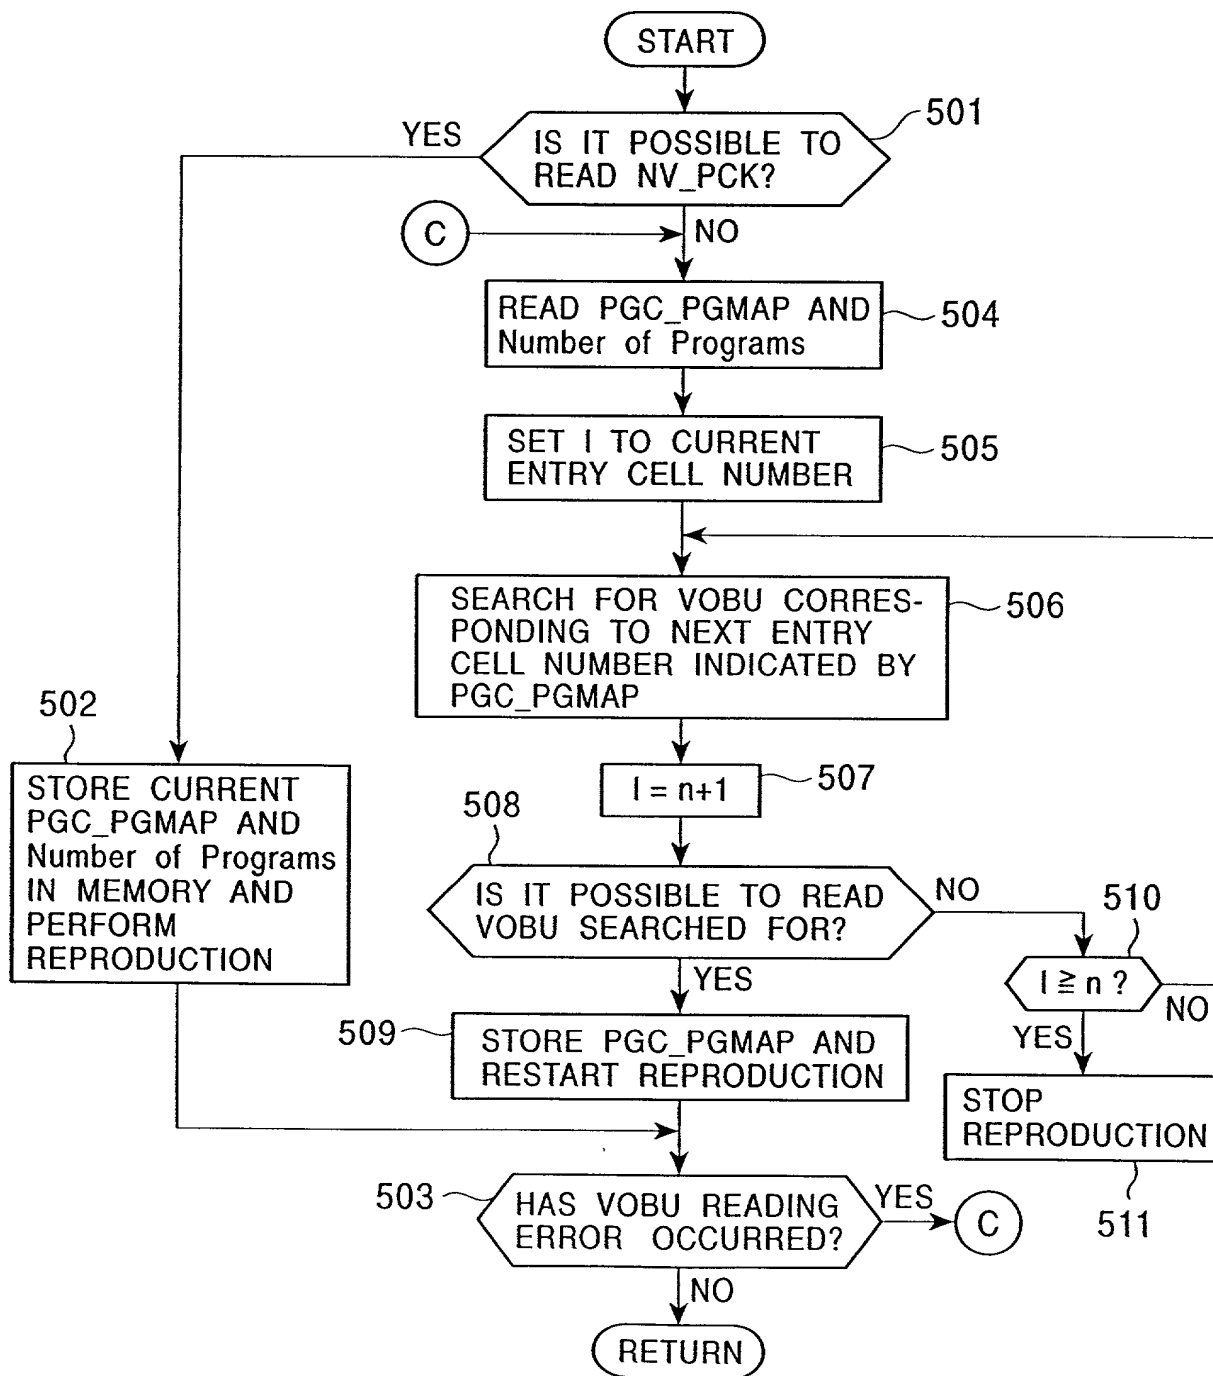 START
501
IS IT POSSIBLE TO
READ NV_PCK?
YES
NO
C
READ PGC_PGMAP AND
Number of Programs
504
SET I TO CURRENT
ENTRY CELL NUMBER
505
SEARCH FOR VOBU CORRES-
PONDING TO NEXT ENTRY
CELL NUMBER INDICATED BY
PGC_PGMAP
506
502
STORE CURRENT
PGC_PGMAP AND
Number of Programs
IN MEMORY AND
PERFORM
REPRODUCTION
I = n+1
507
508
IS IT POSSIBLE TO READ
VOBU SEARCHED FOR?
NO
510
I ≧ n ?
NO
YES
YES
509
STORE PGC_PGMAP AND
RESTART REPRODUCTION
STOP
REPRODUCTION
511
503
HAS VOBU READING
ERROR OCCURRED?
YES
C
NO
RETURN